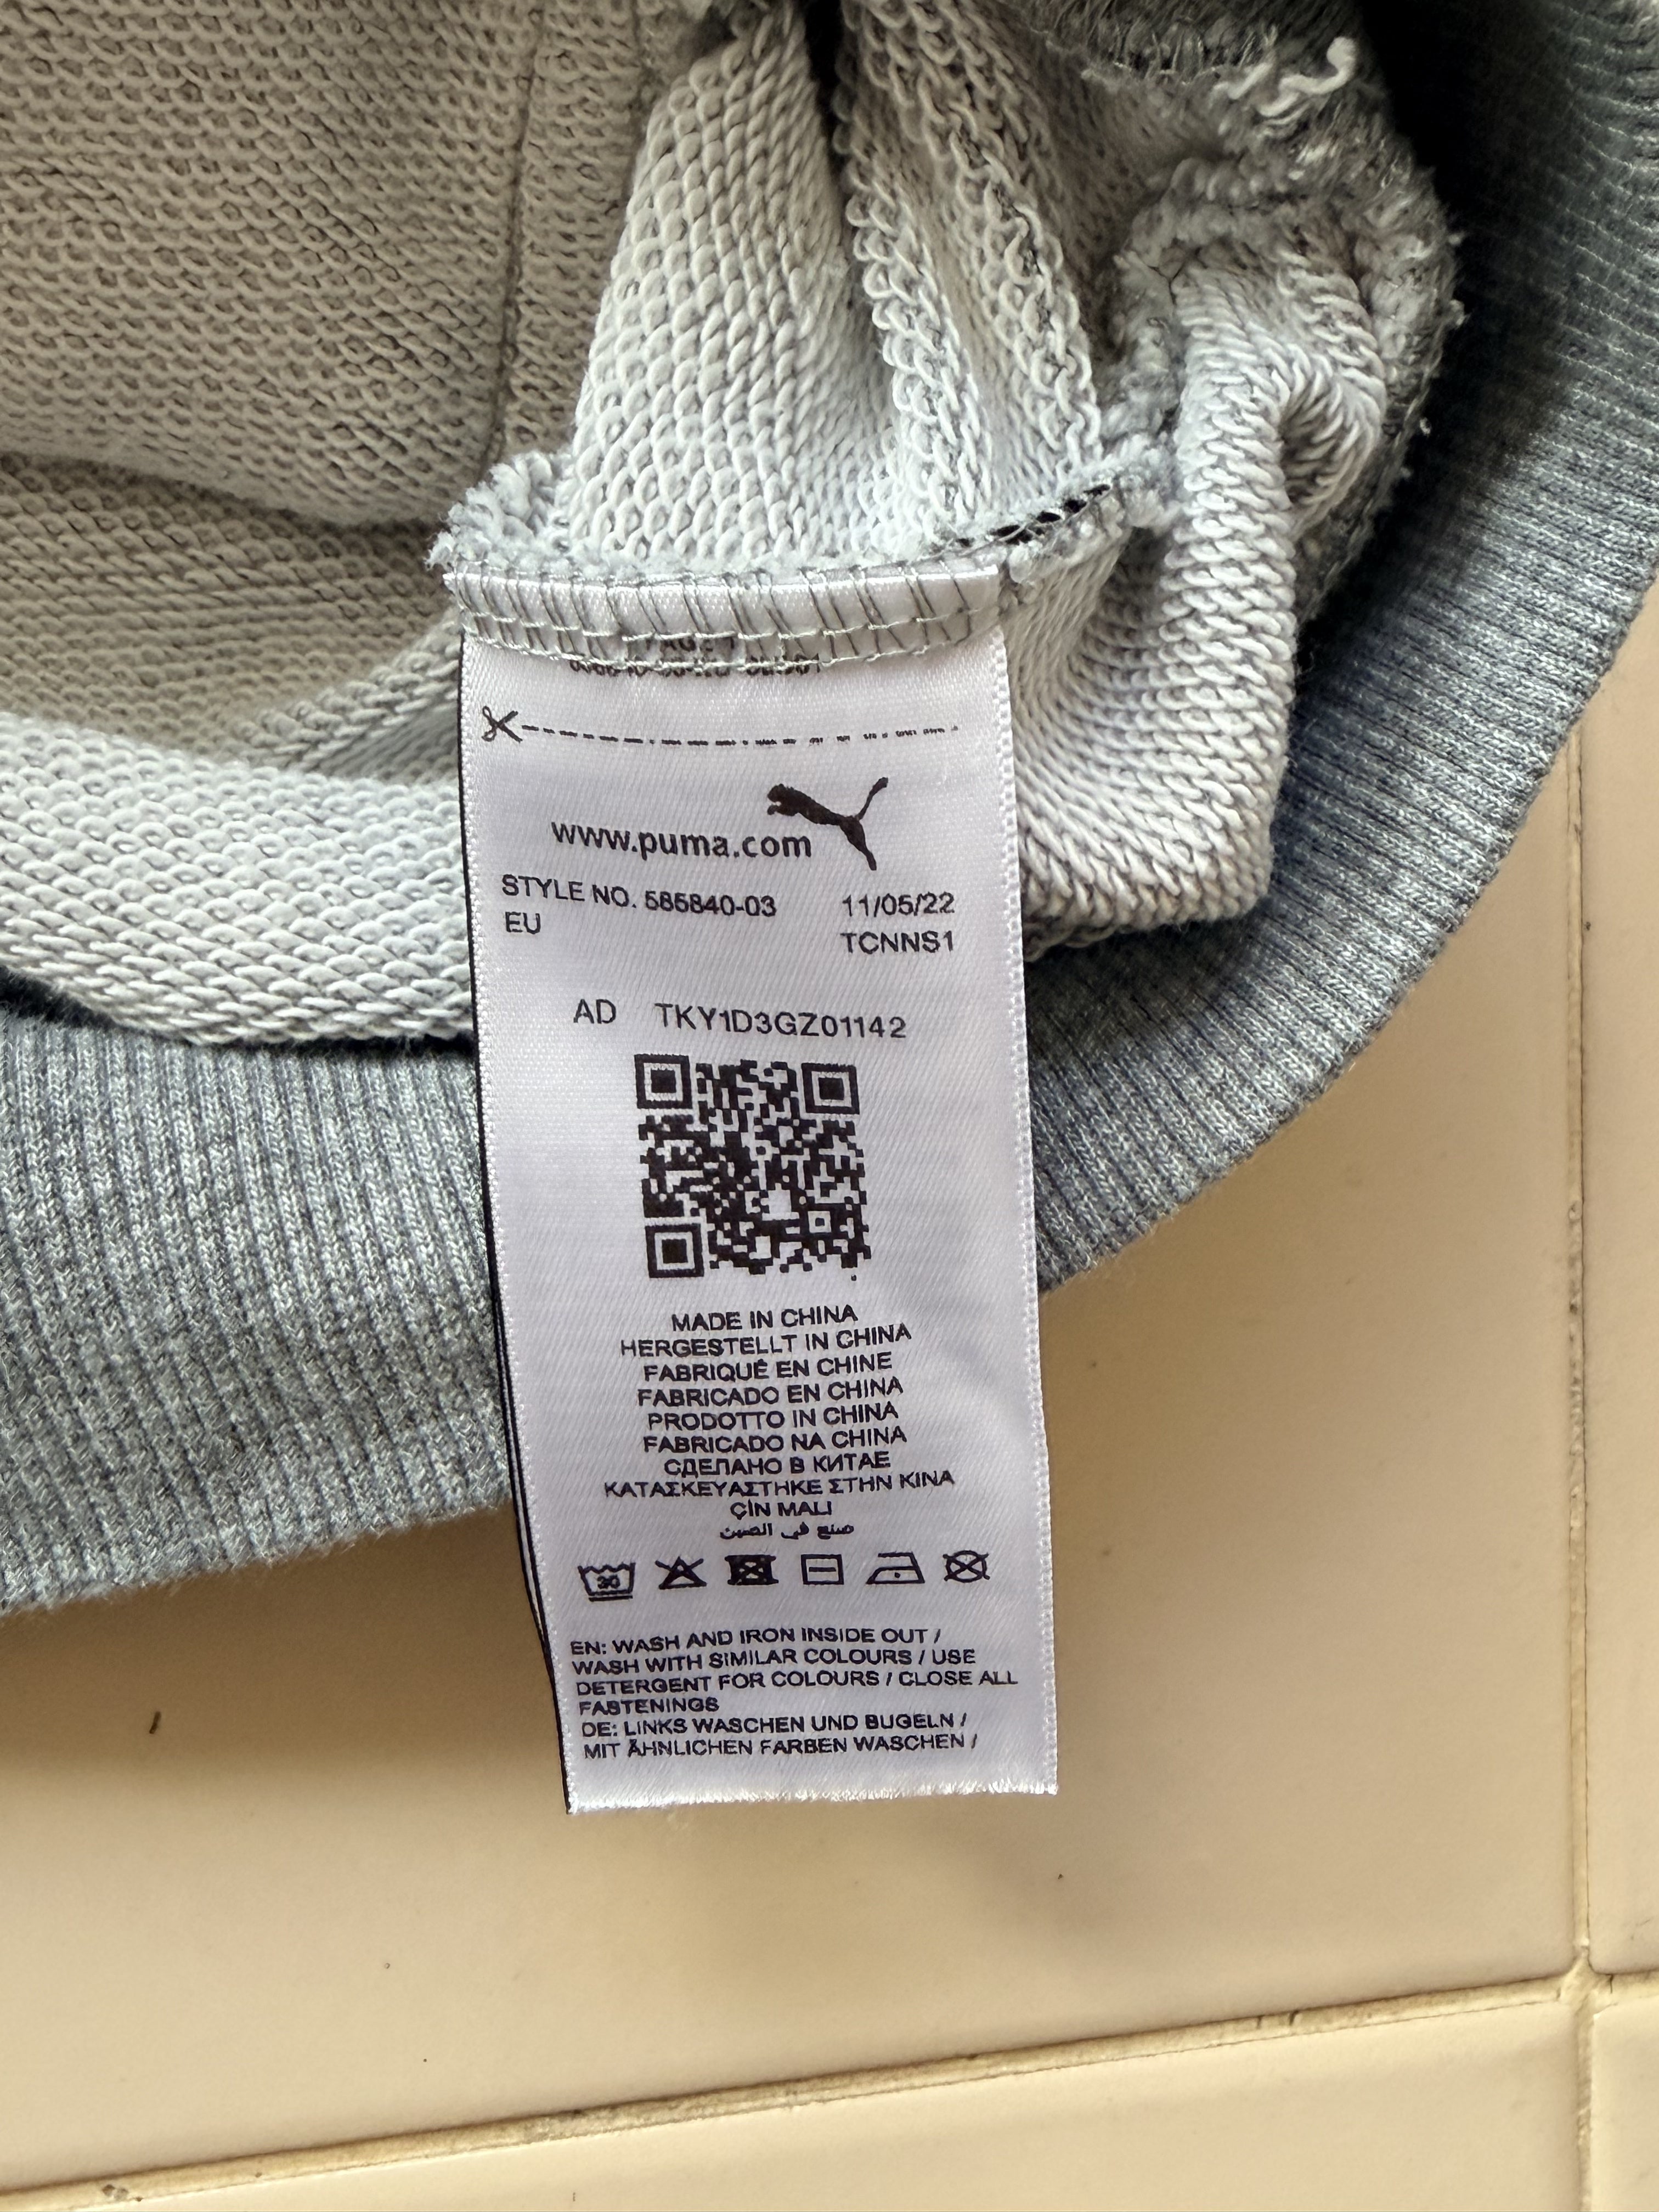 www.puma.com
STYLE NO. 585840-03 11/05/22
EU TCNNS1
AD TKY1D3GZ01142
MADE IN CHINA
HERGESTELLT IN CHINA
FABRIQUÉ EN CHINE
FABRICADO EN CHINA
PRODOTTO IN CHINA
FABRICADO NA CHINA
СДЕЛАНО В КИТАЕ
ΚΑΤΑΣΚΕΥΑΣΤΗΚΕ ΣΤΗΝ ΚΙΝΑ
ÇİN MALI
صنع في الصين
30
EN: WASH AND IRON INSIDE OUT /
WASH WITH SIMILAR COLOURS / USE
DETERGENT FOR COLOURS / CLOSE ALL
FASTENINGS
DE: LINKS WASCHEN UND BUGELN /
MIT ÄHNLICHEN FARBEN WASCHEN /